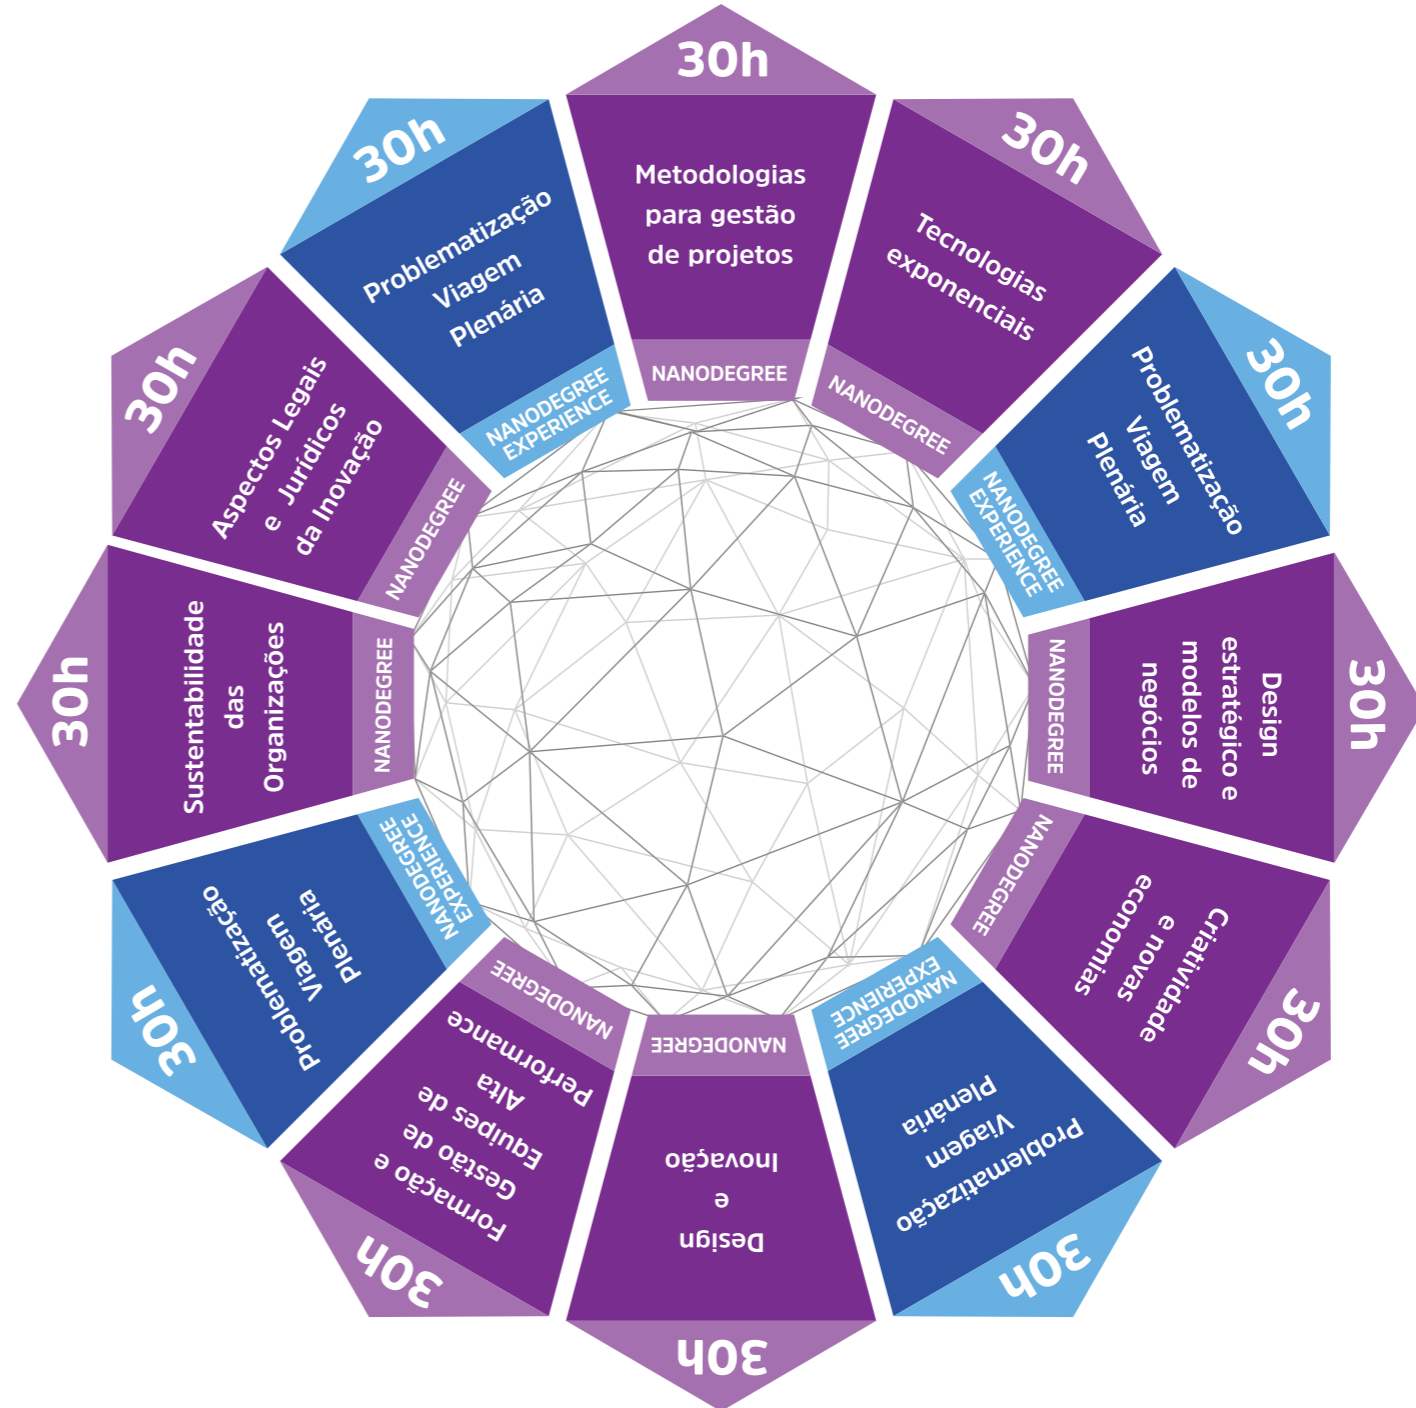 30h
Metodologias
para gestão
de projetos
NANODEGREE
30h
Tecnologias
exponenciais
NANODEGREE
30h
Problematização
Viagem
Plenária
NANODEGREE
EXPERIENCE
30h
Design
estratégico e
modelos de
negócios
NANODEGREE
30h
Criatividade
e novas
economias
NANODEGREE
30h
Problematização
Viagem
Plenária
NANODEGREE
EXPERIENCE
30h
Design
e
Inovação
NANODEGREE
30h
Formação e
Gestão de
Equipes de
Alta
Performance
NANODEGREE
30h
Problematização
Viagem
Plenária
NANODEGREE
EXPERIENCE
30h
Sustentabilidade
das
Organizações
NANODEGREE
30h
Aspectos Legais
e Jurídicos
da Inovação
NANODEGREE
30h
Problematização
Viagem
Plenária
NANODEGREE
EXPERIENCE